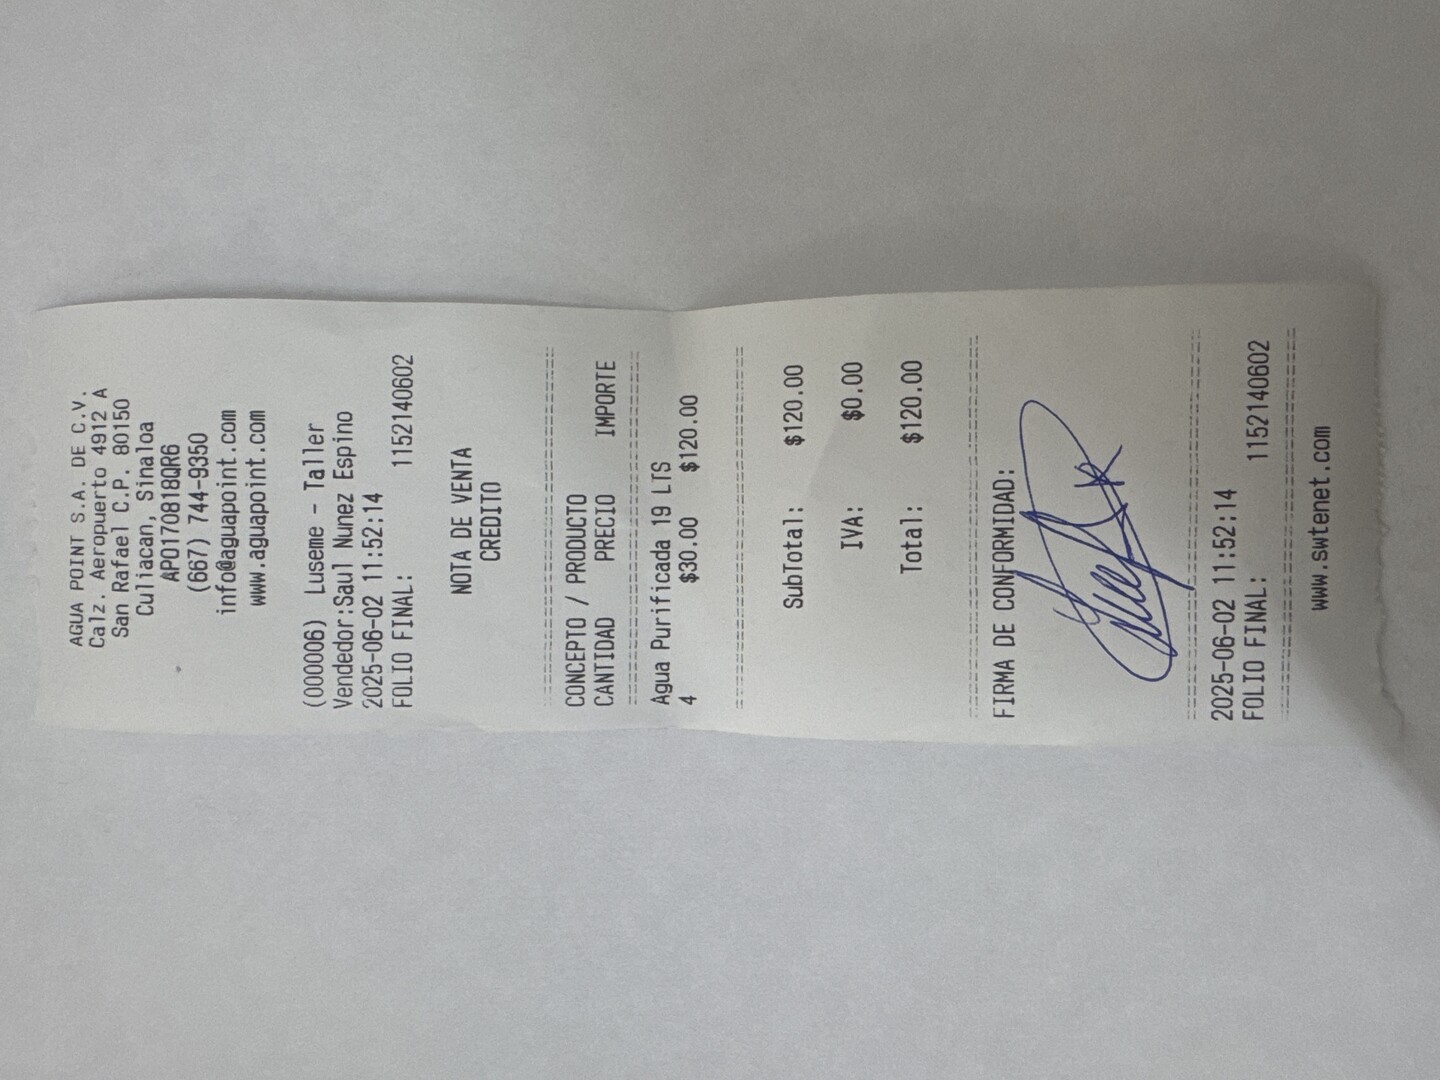 AGUA POINT S.A. DE C.V.
Calz. Aeropuerto 4912 A
San Rafael C.P. 80150
Culiacan, Sinaloa
APO170818QR6
(667) 744-9350
info@aguapoint.com
www.aguapoint.com
(000006) Luseme - Taller
Vendedor:Saul Nunez Espino
2025-06-02 11:52:14
FOLIO FINAL: 1152140602
NOTA DE VENTA
CREDITO
CONCEPTO / PRODUCTO
CANTIDAD PRECIO IMPORTE
Agua Purificada 19 LTS
4 $30.00 $120.00
SubTotal: $120.00
IVA: $0.00
Total: $120.00
FIRMA DE CONFORMIDAD:
2025-06-02 11:52:14
FOLIO FINAL: 1152140602
www.swtenet.com